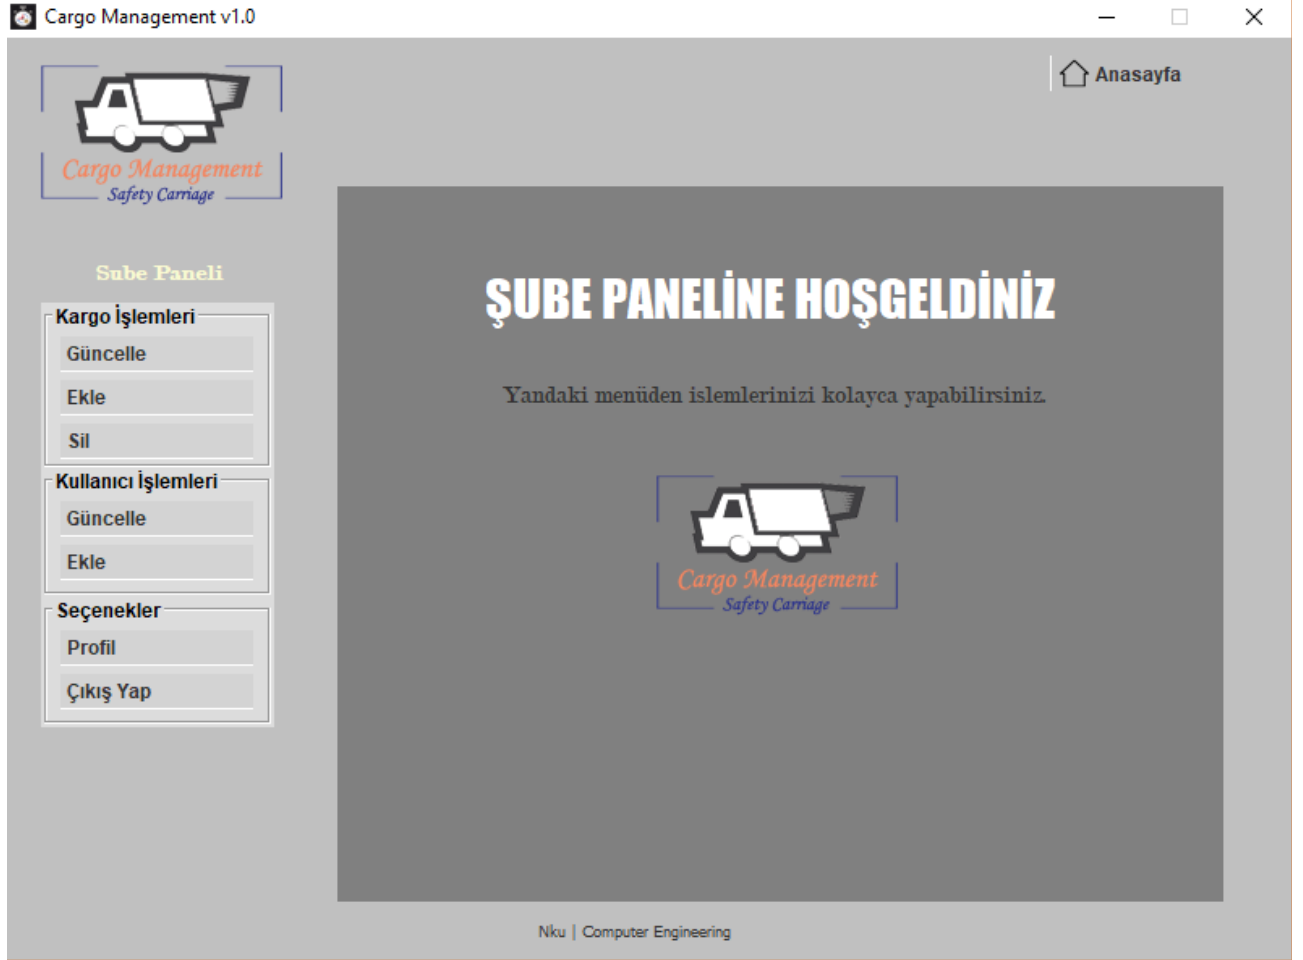 Cargo Management v1.0
Anasayfa
Cargo Management
Safety Carriage
Sube Paneli
Kargo İşlemleri
Güncelle
Ekle
Sil
Kullanıcı İşlemleri
Güncelle
Ekle
Seçenekler
Profil
Çıkış Yap
ŞUBE PANELİNE HOŞGELDİNİZ
Yandaki menüden islemlerinizi kolayca yapabilirsiniz.
Cargo Management
Safety Carriage
Nku | Computer Engineering